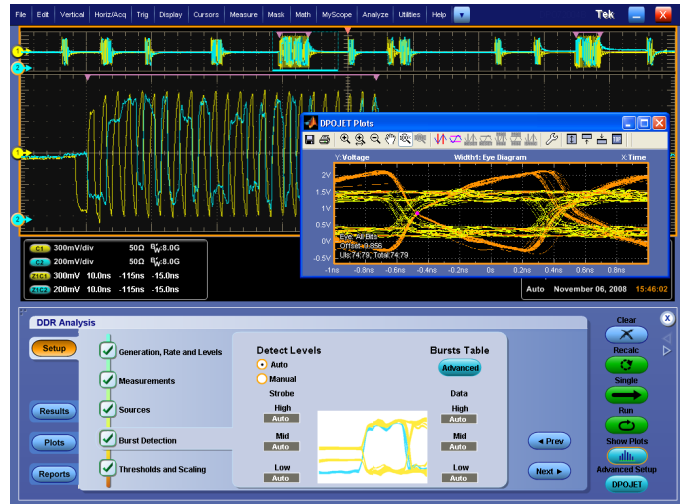 File Edit Vertical Horiz/Acq Trig Display Cursors Measure Mask Math MyScope Analyze Utilities Help Tek X
1
2
DPOJET Plots
Y:Voltage Width1: Eye Diagram X:Time
2V
1.5V
1V
0.5V
0V
-0.5V
Eye: All Bits
Offset:-3.856
UIs:74:79, Total:74:79
-1ns -0.8ns -0.6ns -0.4ns -0.2ns 0s 0.2ns 0.4ns 0.6ns 0.8ns
1
2
C1 300mV/div 50Ω BW:8.0G
C2 200mV/div 50Ω BW:8.0G
Z1C1 300mV 10.0ns -115ns -15.0ns
Z1C2 200mV 10.0ns -115ns -15.0ns
Auto November 06, 2008 15:46:02
DDR Analysis
Setup
Results
Plots
Reports
Generation, Rate and Levels
Measurements
Sources
Burst Detection
Thresholds and Scaling
Detect Levels
Auto
Manual
Strobe
High
Auto
Mid
Auto
Low
Auto
Bursts Table
Advanced
Data
High
Auto
Mid
Auto
Low
Auto
Prev
Next
Clear
X
Recalc
Single
Run
Show Plots
Advanced Setup
DPOJET